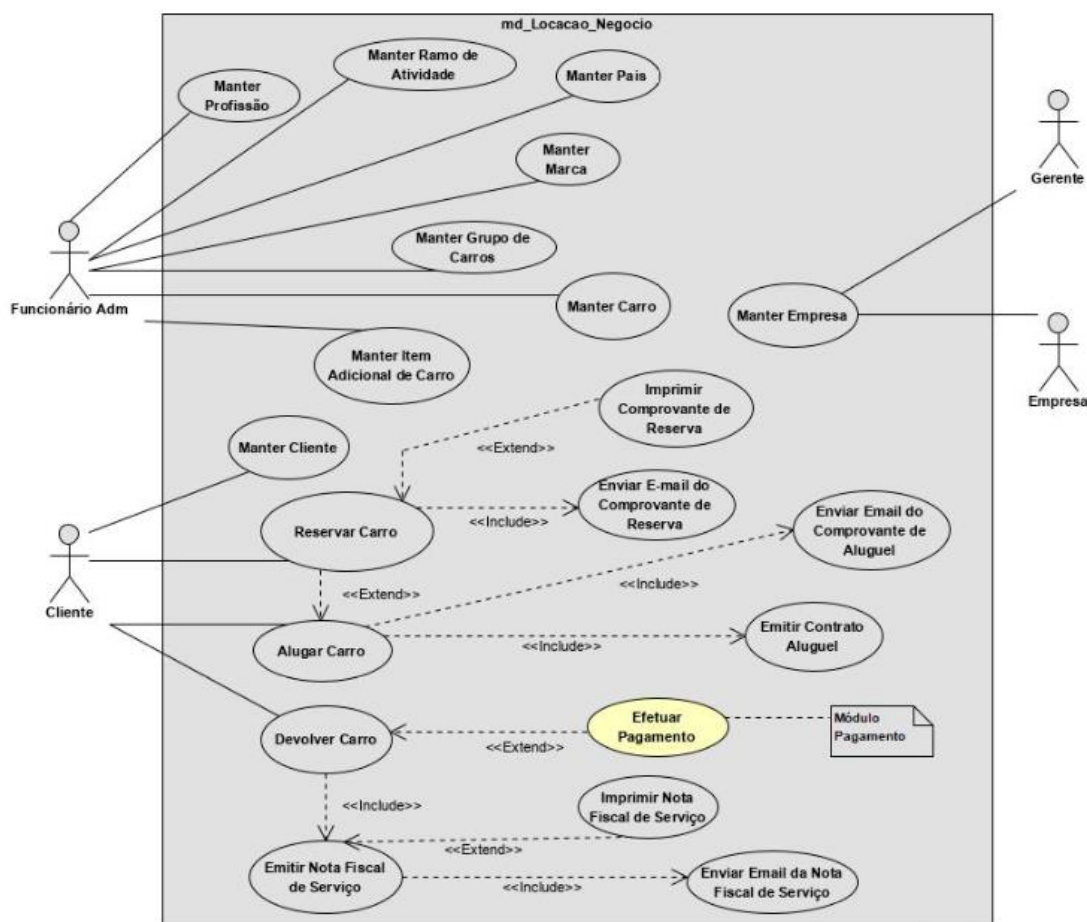 md_Locacao_Negocio
Manter Ramo de
Atividade
Manter Pais
Manter
Profissão
Manter
Marca
Gerente
Manter Grupo de
Carros
Funcionário Adm
Manter Carro
Manter Empresa
Manter Item
Adicional de Carro
Empresa
Imprimir
Comprovante de
Reserva
<<Extend>>
Manter Cliente
Enviar E-mail do
Comprovante de
Reserva
<<Include>>
Reservar Carro
Enviar Email do
Comprovante de
Aluguel
<<Include>>
<<Extend>>
Cliente
Alugar Carro
<<Include>>
Emitir Contrato
Aluguel
Devolver Carro
<<Extend>>
Efetuar
Pagamento
Módulo
Pagamento
<<Include>>
Imprimir Nota
Fiscal de Serviço
<<Extend>>
Emitir Nota Fiscal
de Serviço
<<Include>>
Enviar Email da Nota
Fiscal de Serviço